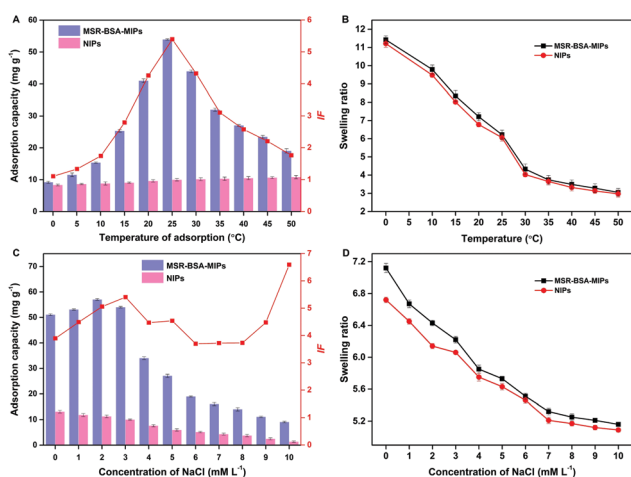 A
MSR-BSA-MIPs
NIPs
Adsorption capacity (mg g⁻¹)
60
50
40
30
20
10
0
6
5
4
3
2
1
0
IF
0 5 10 15 20 25 30 35 40 45 50
Temperature of adsorption (°C)
B
MSR-BSA-MIPs
NIPs
Swelling ratio
12
11
10
9
8
7
6
5
4
3
2
0 10 15 20 25 30 35 40 45 50
Temperature (°C)
C
MSR-BSA-MIPs
NIPs
Adsorption capacity (mg g⁻¹)
70
60
50
40
30
20
10
0
7
6
5
4
3
2
1
0
IF
0 1 2 3 4 5 6 7 8 9 10
Concentration of NaCl (mM L⁻¹)
D
MSR-BSA-MIPs
NIPs
Swelling ratio
7.2
6.8
6.4
6.0
5.6
5.2
0 1 2 3 4 5 6 7 8 9 10
Concentration of NaCl (mM L⁻¹)